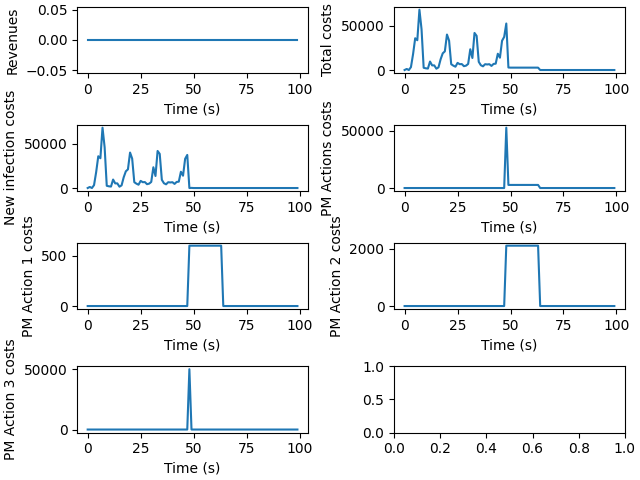 Revenues
0.05
0.00
−0.05
0 25 50 75 100
Time (s)
Total costs
50000
0
0 25 50 75 100
Time (s)
New infection costs
50000
0
0 25 50 75 100
Time (s)
PM Actions costs
50000
0
0 25 50 75 100
Time (s)
PM Action 1 costs
500
0
0 25 50 75 100
Time (s)
PM Action 2 costs
2000
0
0 25 50 75 100
Time (s)
PM Action 3 costs
50000
0
0 25 50 75 100
Time (s)
1.0
0.5
0.0
0.0 0.2 0.4 0.6 0.8 1.0